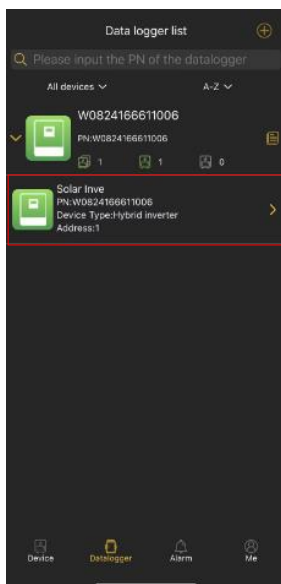 Data logger list
Please input the PN of the datalogger
All devices
A-Z
W0824166611006
PN:W0824166611006
1
1
0
Solar Inve
PN:W0824166611006
Device Type:Hybrid inverter
Address:1
Device
Datalogger
Alarm
Me